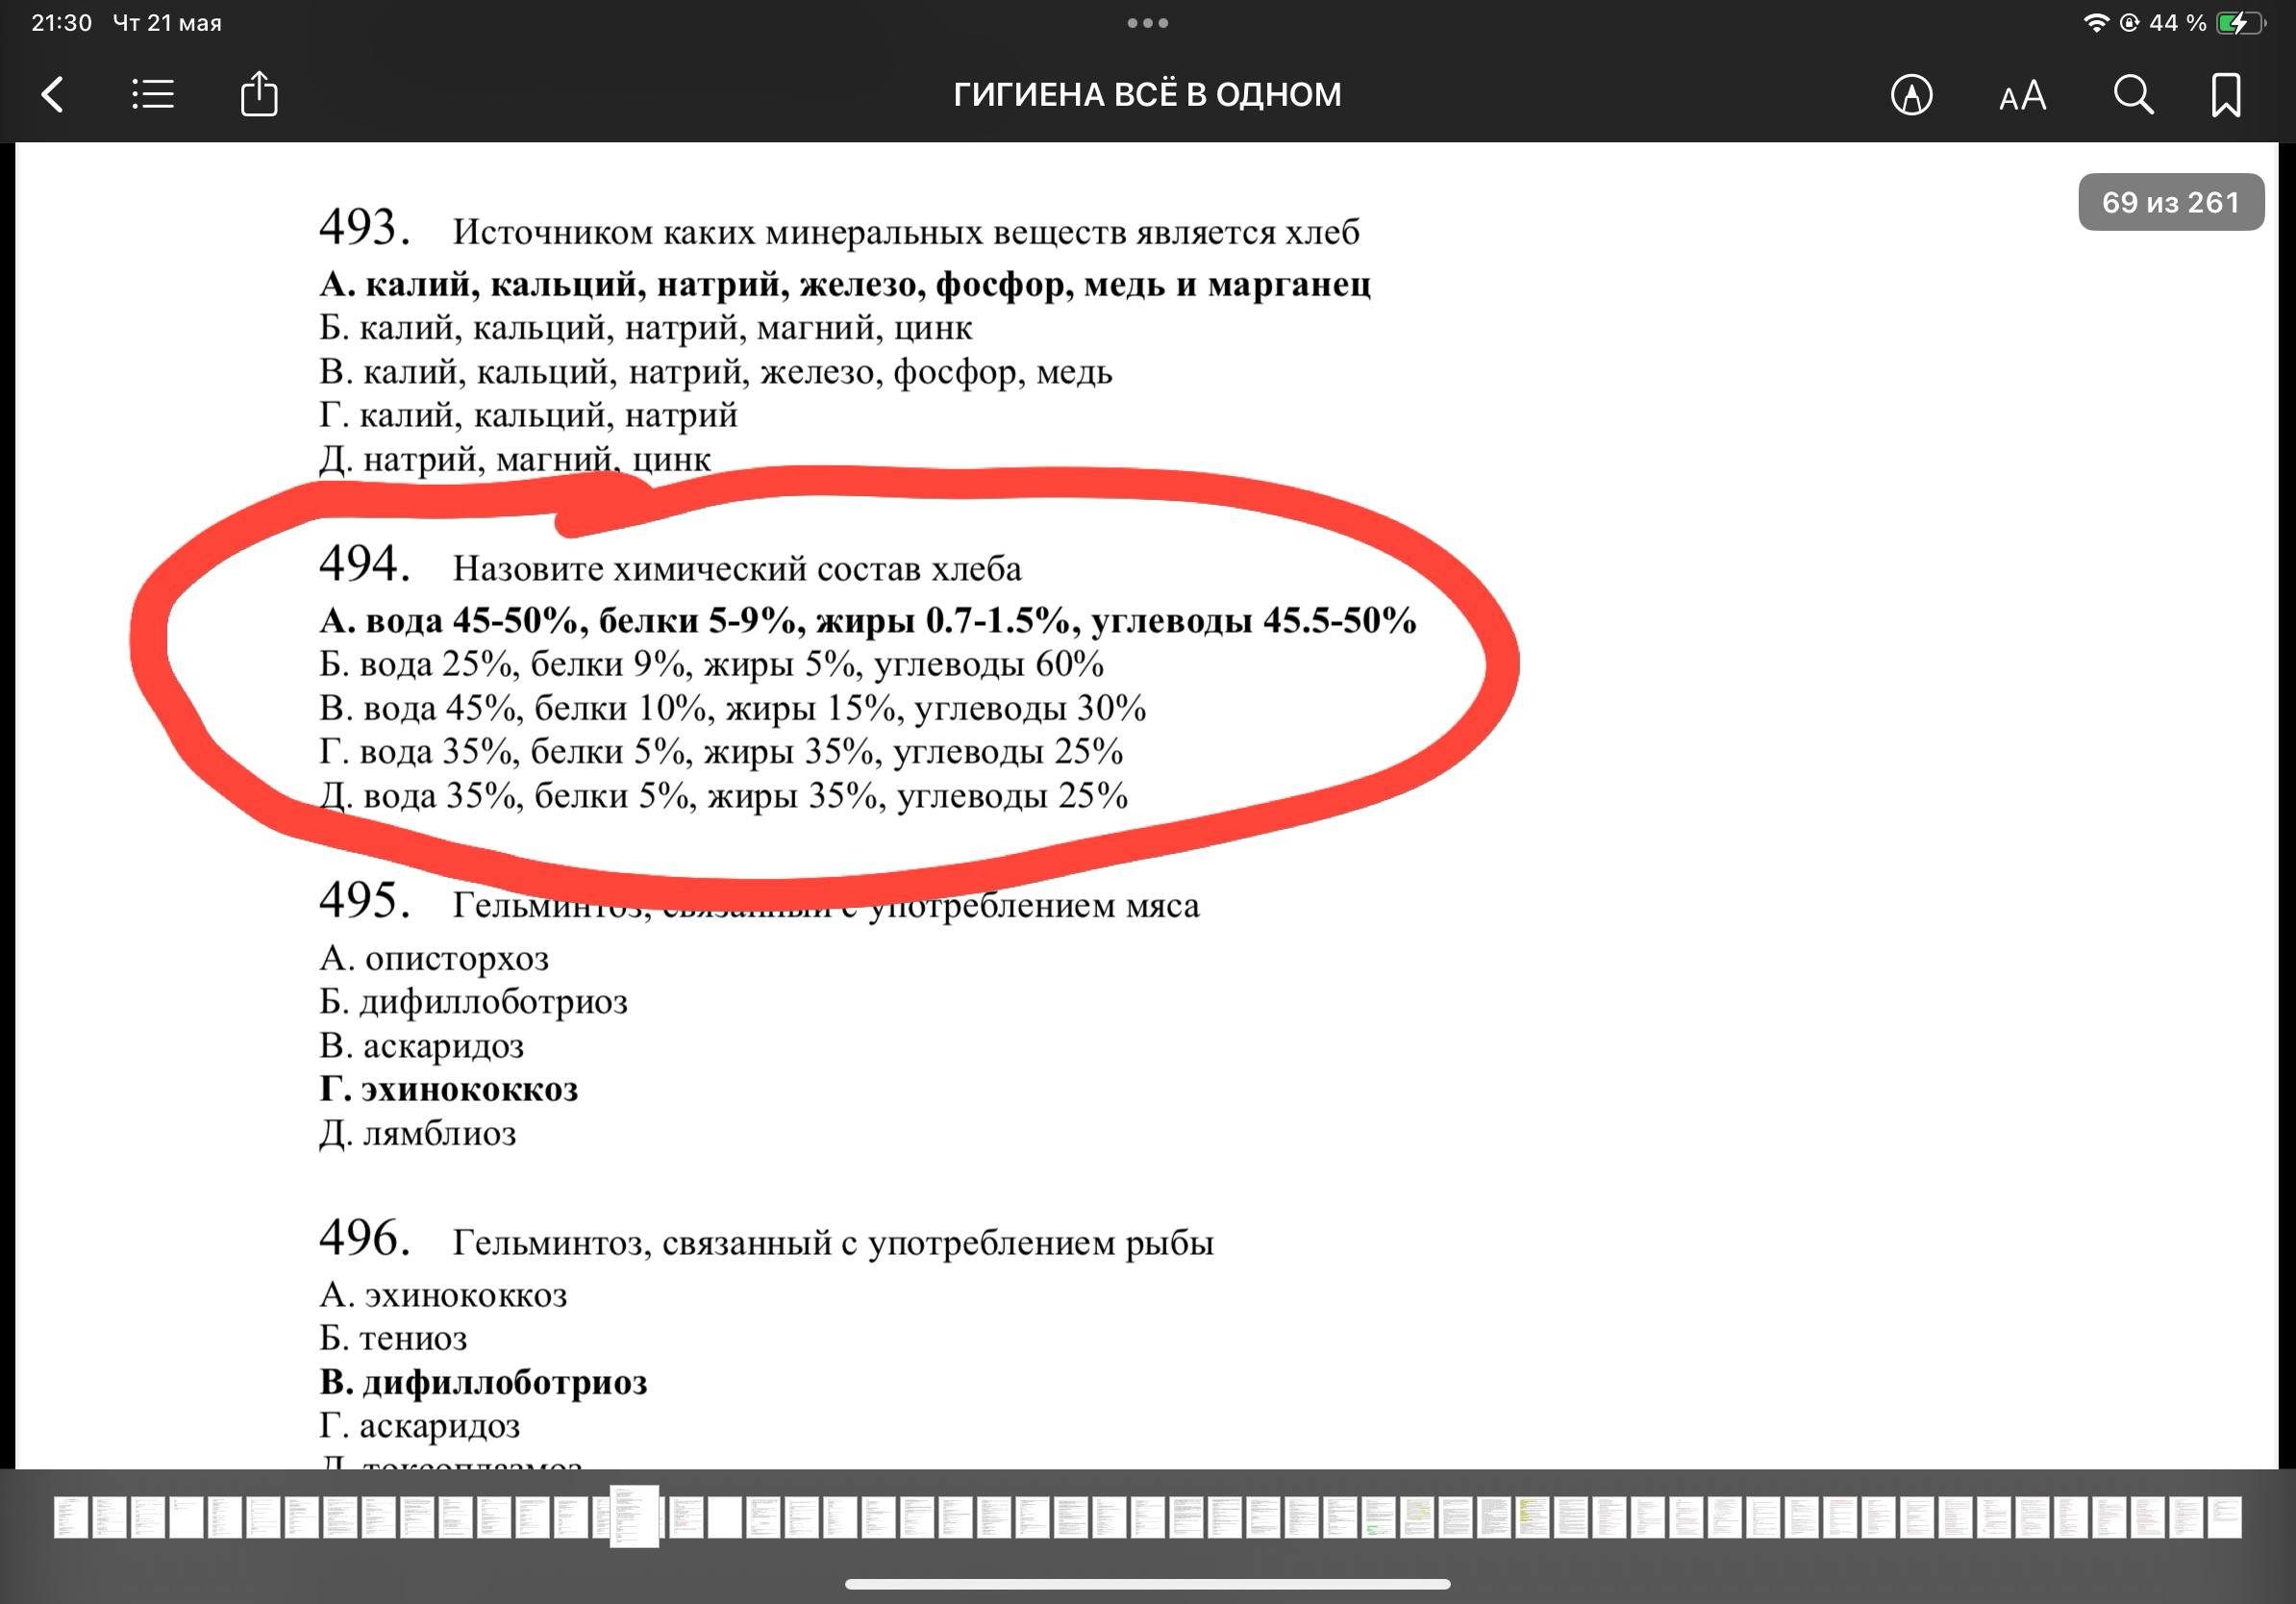 21:30 Чт 21 мая
44 %
ГИГИЕНА ВСЁ В ОДНОМ
AA
69 из 261
493. Источником каких минеральных веществ является хлеб
А. калий, кальций, натрий, железо, фосфор, медь и марганец
Б. калий, кальций, натрий, магний, цинк
В. калий, кальций, натрий, железо, фосфор, медь
Г. калий, кальций, натрий
Д. натрий, магний, цинк
494. Назовите химический состав хлеба
А. вода 45-50%, белки 5-9%, жиры 0.7-1.5%, углеводы 45.5-50%
Б. вода 25%, белки 9%, жиры 5%, углеводы 60%
В. вода 45%, белки 10%, жиры 15%, углеводы 30%
Г. вода 35%, белки 5%, жиры 35%, углеводы 25%
Д. вода 35%, белки 5%, жиры 35%, углеводы 25%
495. Гельминтоз, связанный с употреблением мяса
А. описторхоз
Б. дифиллоботриоз
В. аскаридоз
Г. эхинококкоз
Д. лямблиоз
496. Гельминтоз, связанный с употреблением рыбы
А. эхинококкоз
Б. тениоз
В. дифиллоботриоз
Г. аскаридоз
Д. токсоплазмоз